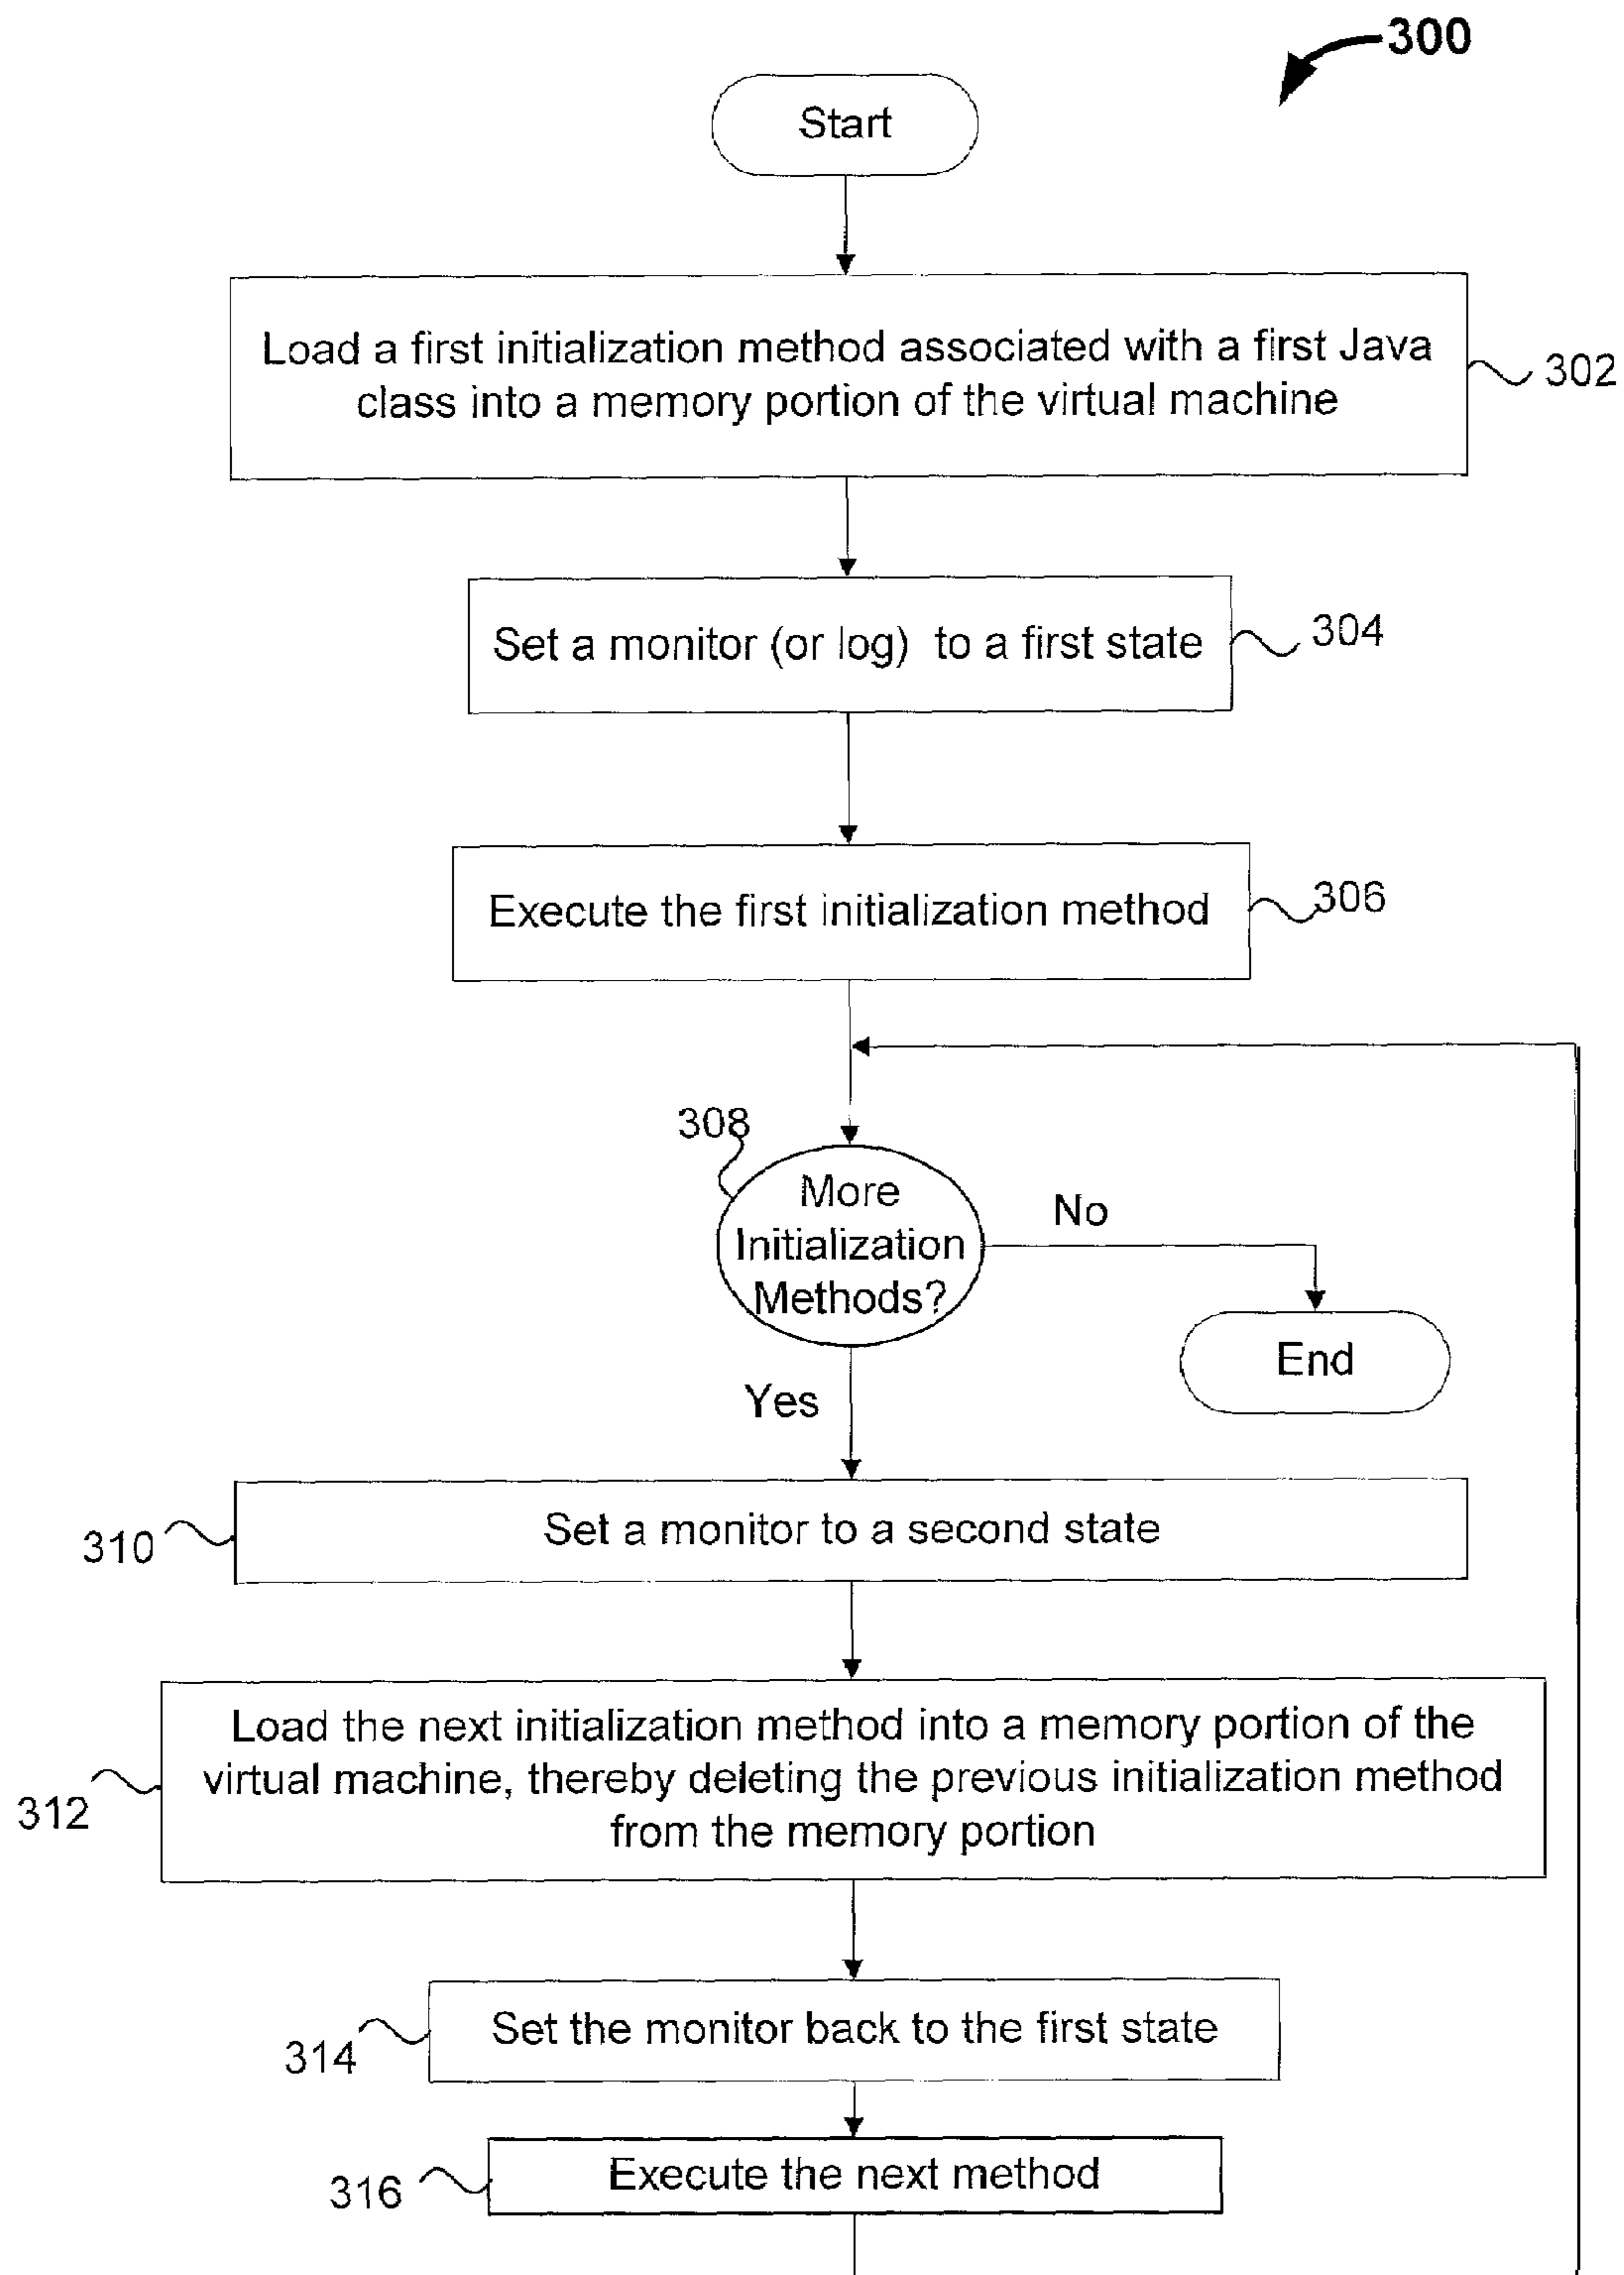 300
Start
Load a first initialization method associated with a first Java
class into a memory portion of the virtual machine
302
Set a monitor (or log) to a first state
304
Execute the first initialization method
306
308
More
Initialization
Methods?
No
End
Yes
Set a monitor to a second state
310
Load the next initialization method into a memory portion of the
virtual machine, thereby deleting the previous initialization method
from the memory portion
312
Set the monitor back to the first state
314
Execute the next method
316